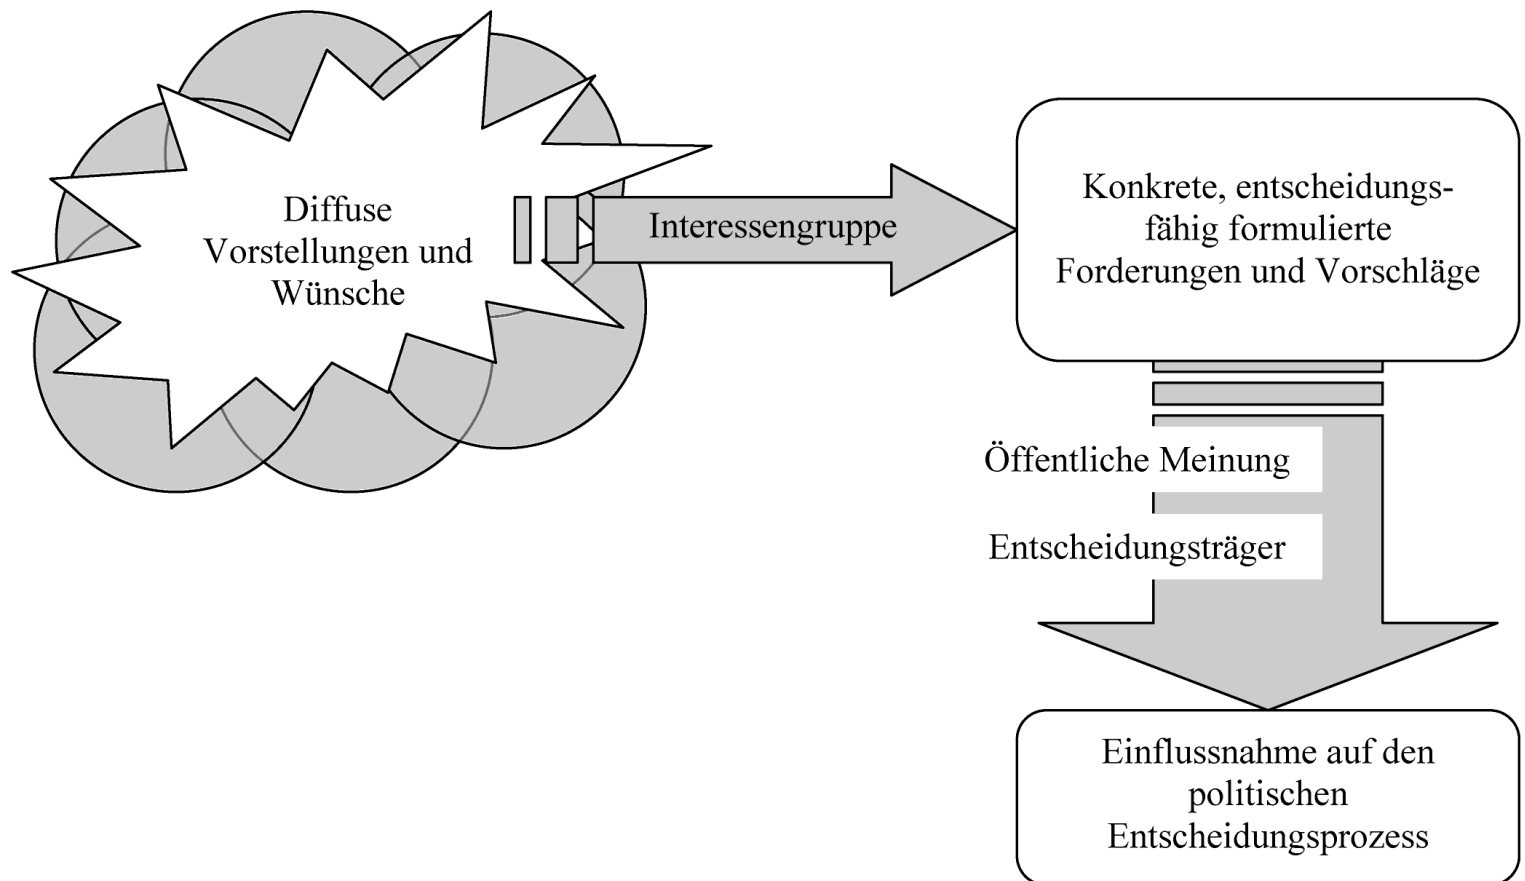 Diffuse
Vorstellungen und
Wünsche
Interessengruppe
Konkrete, entscheidungs-
fähig formulierte
Forderungen und Vorschläge
Öffentliche Meinung
Entscheidungsträger
Einflussnahme auf den
politischen
Entscheidungsprozess